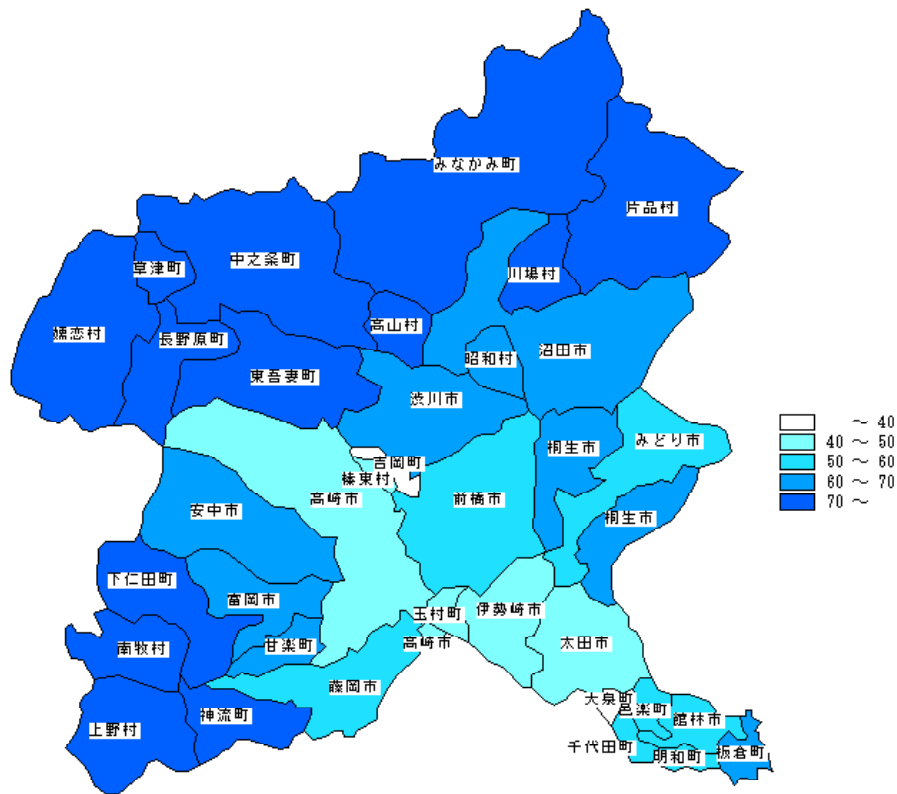 みなかみ町
片品村
中之条町
草津町
川場村
高山村
嬬恋村
長野原町
昭和村
沼田市
東吾妻町
渋川市
～ 40
40 ～ 50
50 ～ 60
60 ～ 70
70 ～
みどり市
桐生市
吉岡町
榛東村
高崎市
前橋市
安中市
桐生市
下仁田町
富岡市
玉村町
伊勢崎市
甘楽町
高崎市
太田市
南牧村
藤岡市
大泉町
邑楽町
館林市
神流町
上野村
千代田町
明和町
板倉町